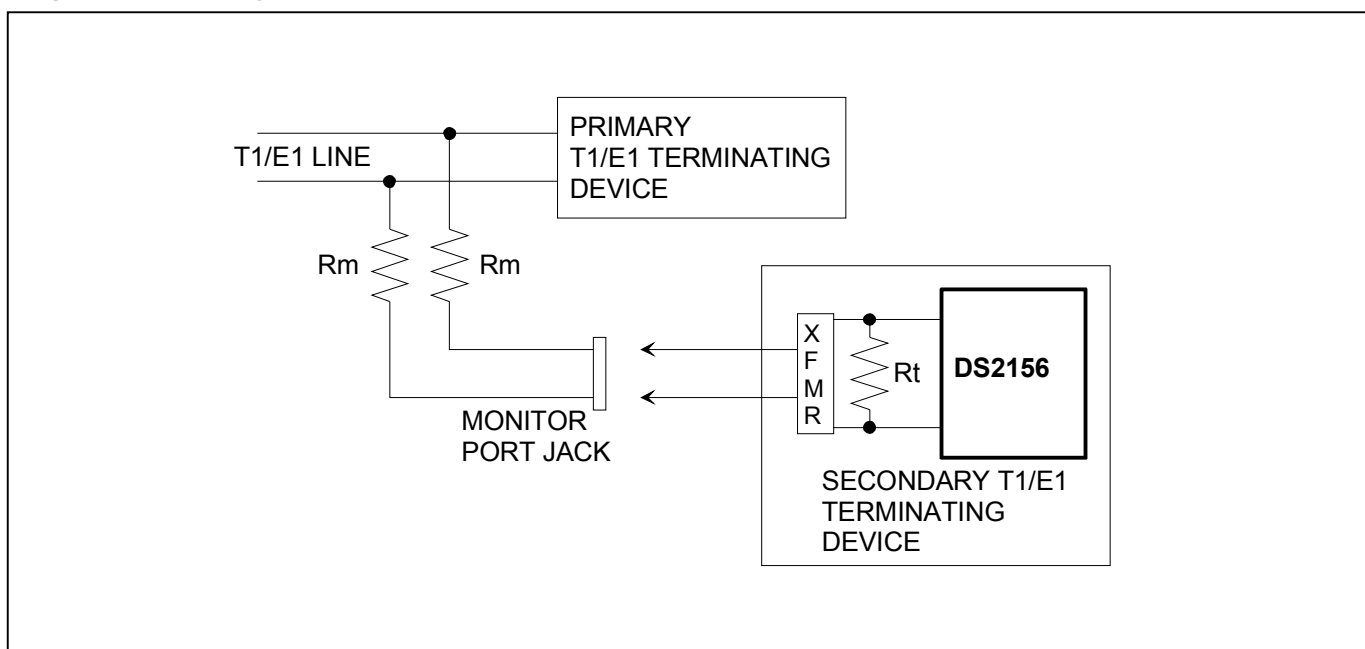 PRIMARY
T1/E1 TERMINATING
DEVICE
T1/E1 LINE
Rm
Rm
X
F
M
R
Rt
DS2156
MONITOR
PORT JACK
SECONDARY T1/E1
TERMINATING
DEVICE